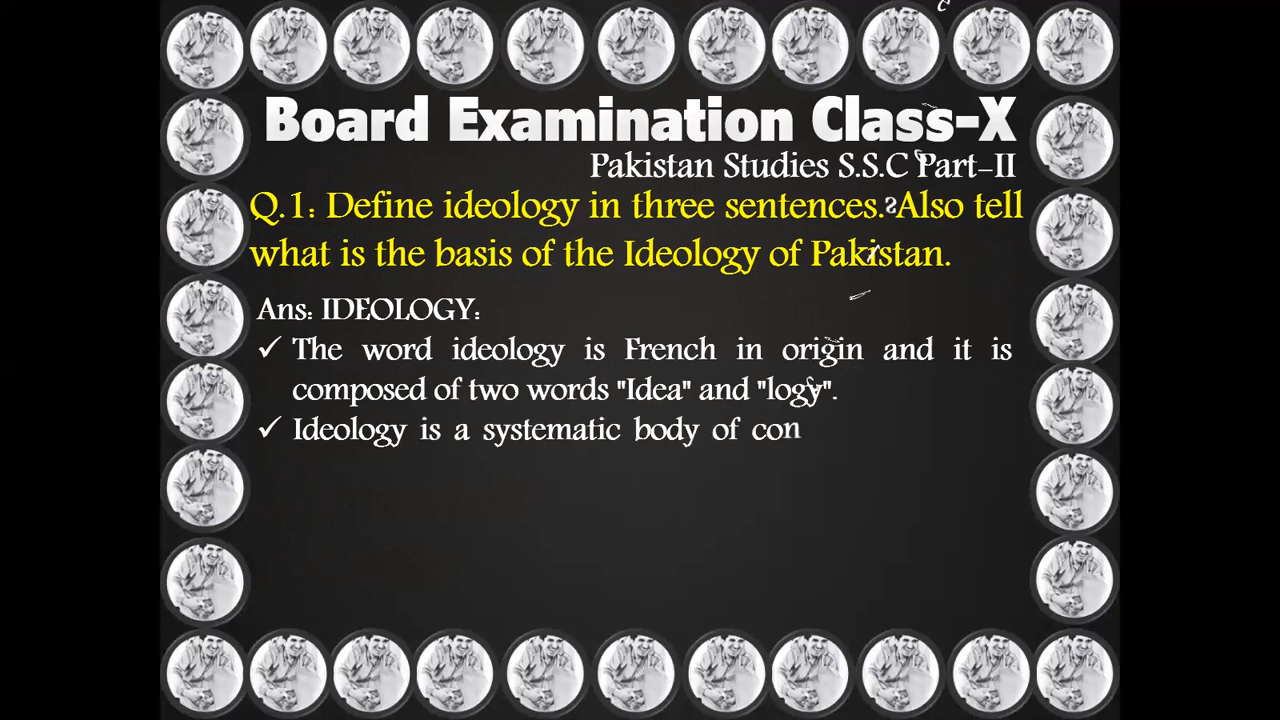 Board Examination Class-X
Pakistan Studies S.S.C Part-II
Q.1: Define ideology in three sentences. Also tell
what is the basis of the Ideology of Pakistan.
Ans: IDEOLOGY:
✓ The word ideology is French in origin and it is
composed of two words "Idea" and "logy".
✓ Ideology is a systematic body of con